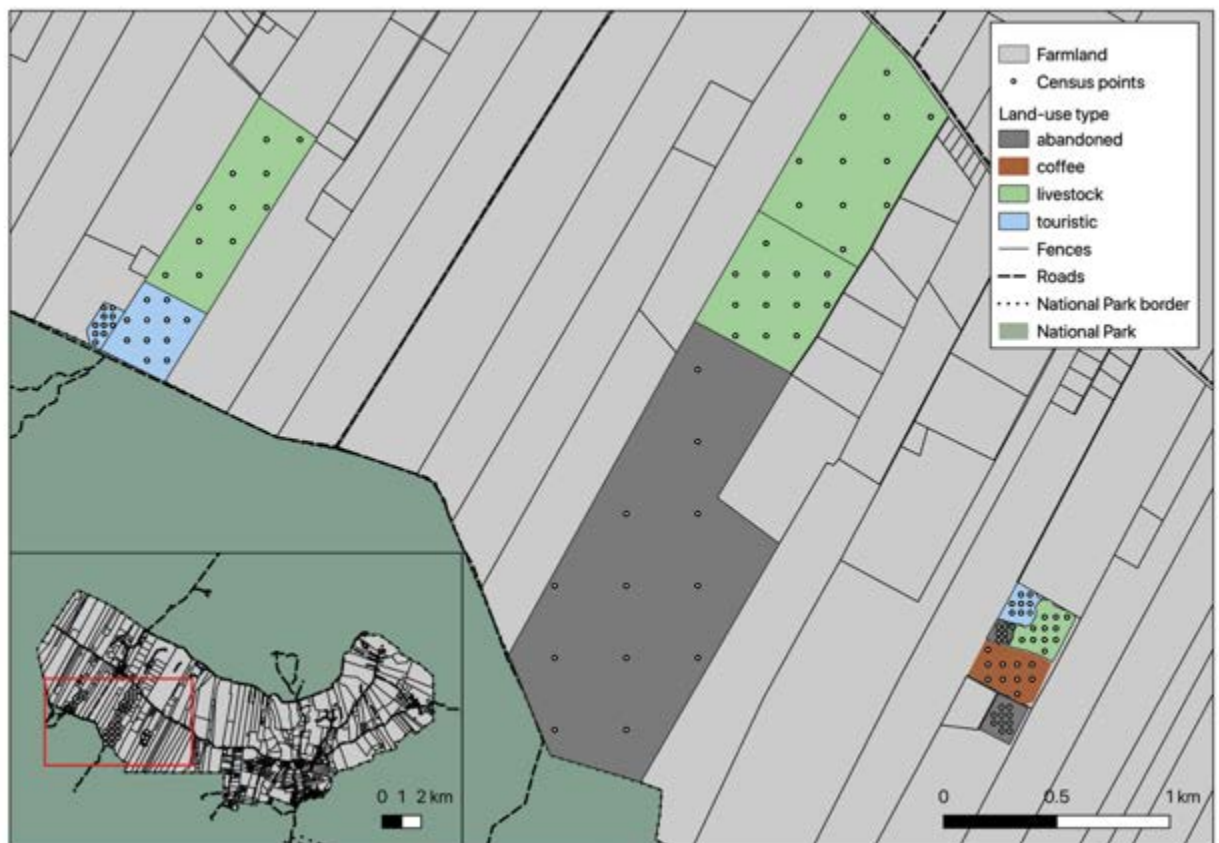 Farmland
Census points
Land-use type
abandoned
coffee
livestock
touristic
Fences
Roads
National Park border
National Park
0 1 2 km
0 0.5 1 km